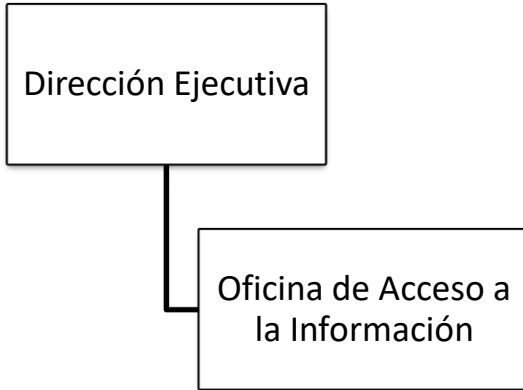 Dirección Ejecutiva
Oficina de Acceso a
la Información